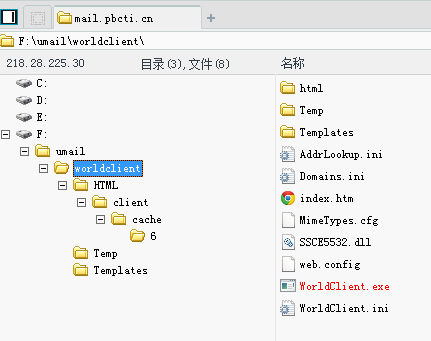 mail.pbcti.cn
F:\umail\worldclient\
218.28.225.30 目录(3),文件(8) 名称
C:
D:
E:
F:
umail
worldclient
HTML
client
cache
6
Temp
Templates
html
Temp
Templates
AddrLookup.ini
Domains.ini
index.htm
MimeTypes.cfg
SSCE5532.dll
web.config
WorldClient.exe
WorldClient.ini